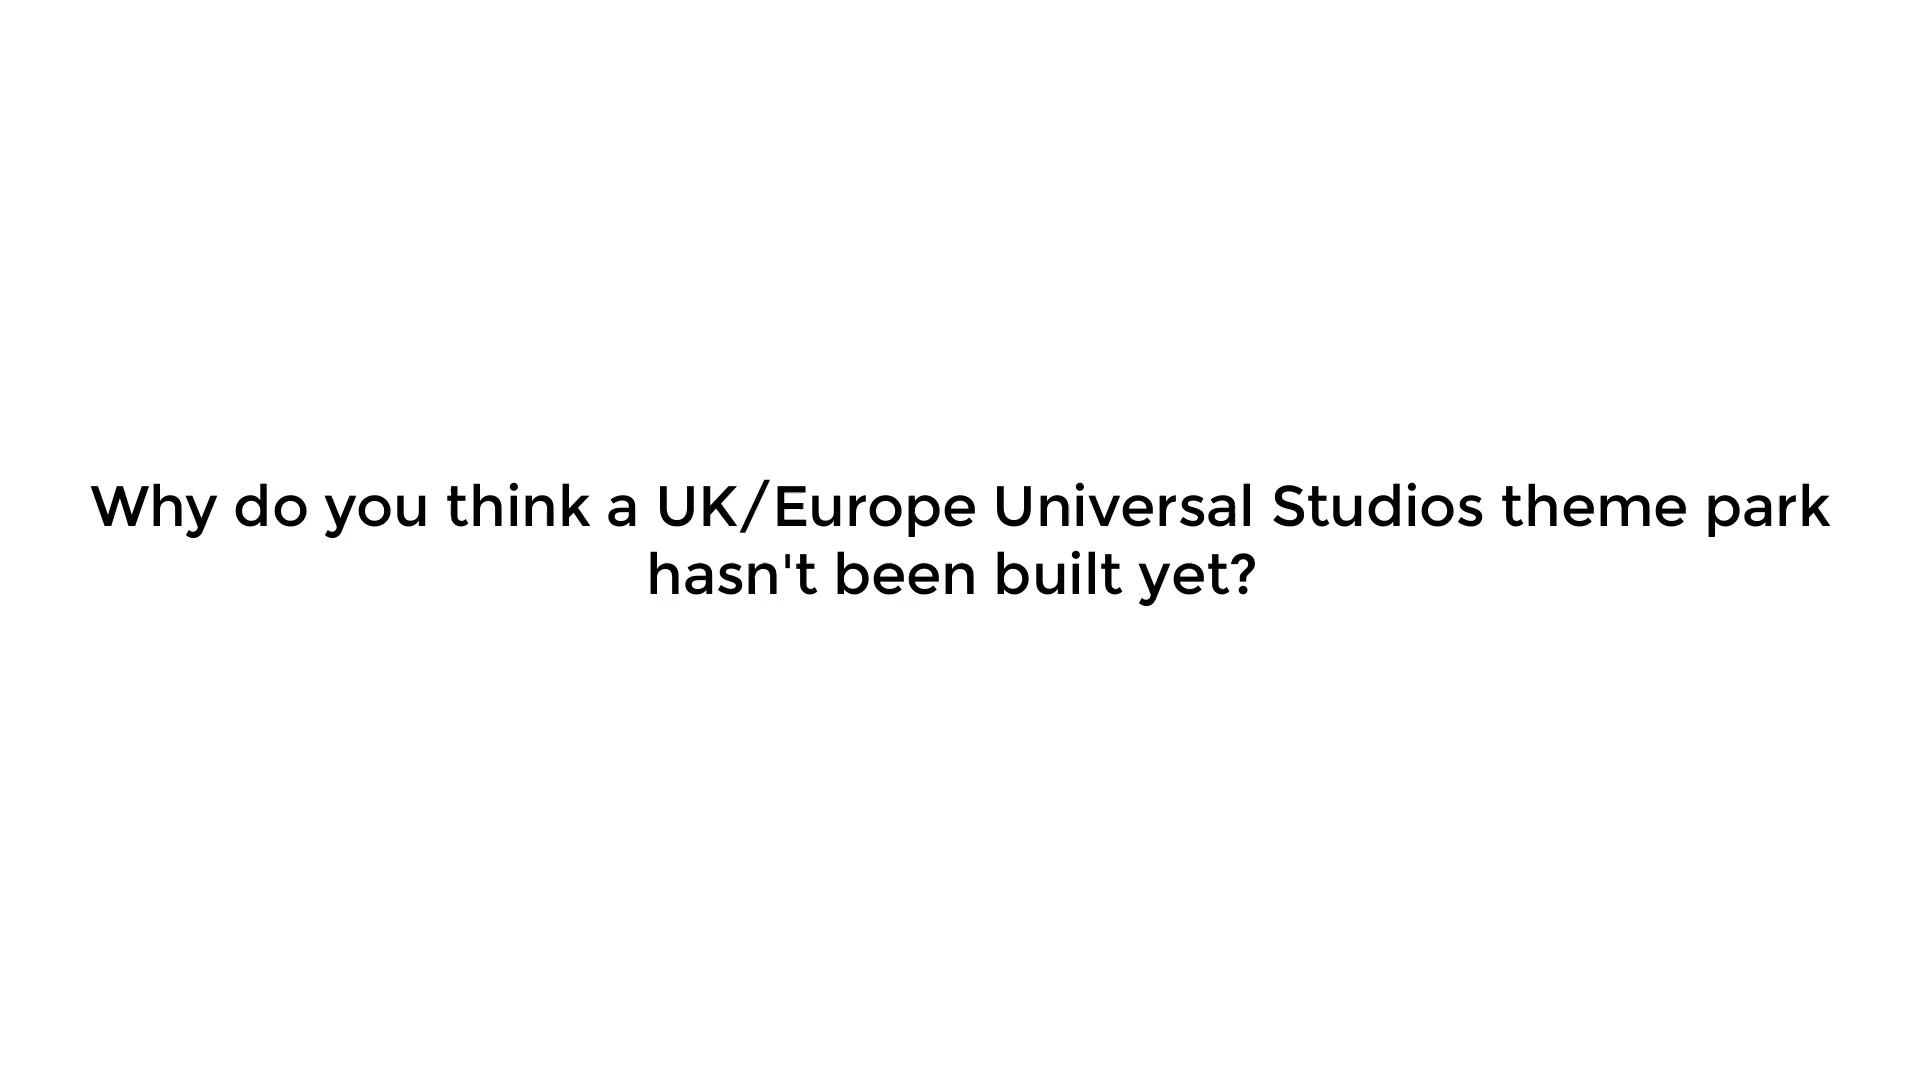 Why do you think a UK/Europe Universal Studios theme park
hasn't been built yet?